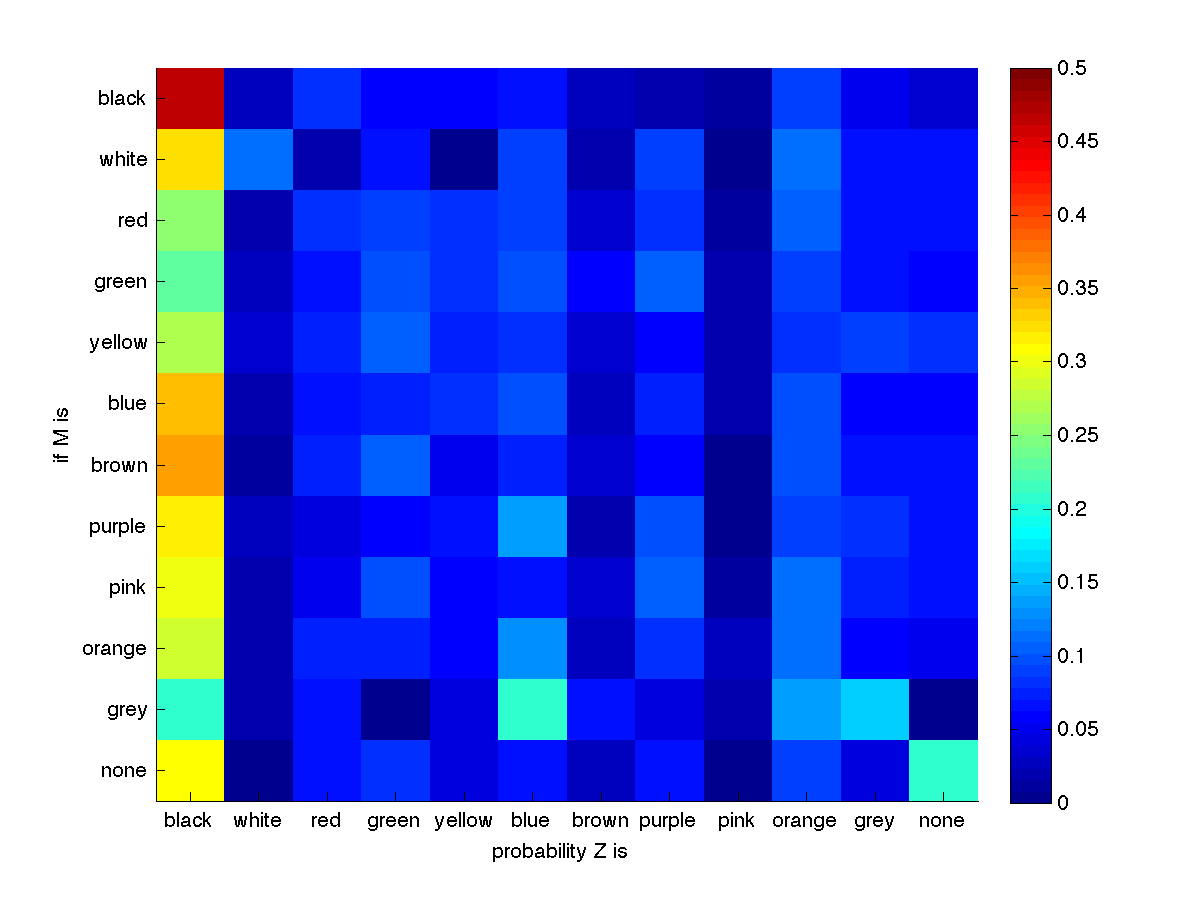 black
white
red
green
yellow
blue
brown
purple
pink
orange
grey
none
if M is
black white red green yellow blue brown purple pink orange grey none
probability Z is
0.5
0.45
0.4
0.35
0.3
0.25
0.2
0.15
0.1
0.05
0